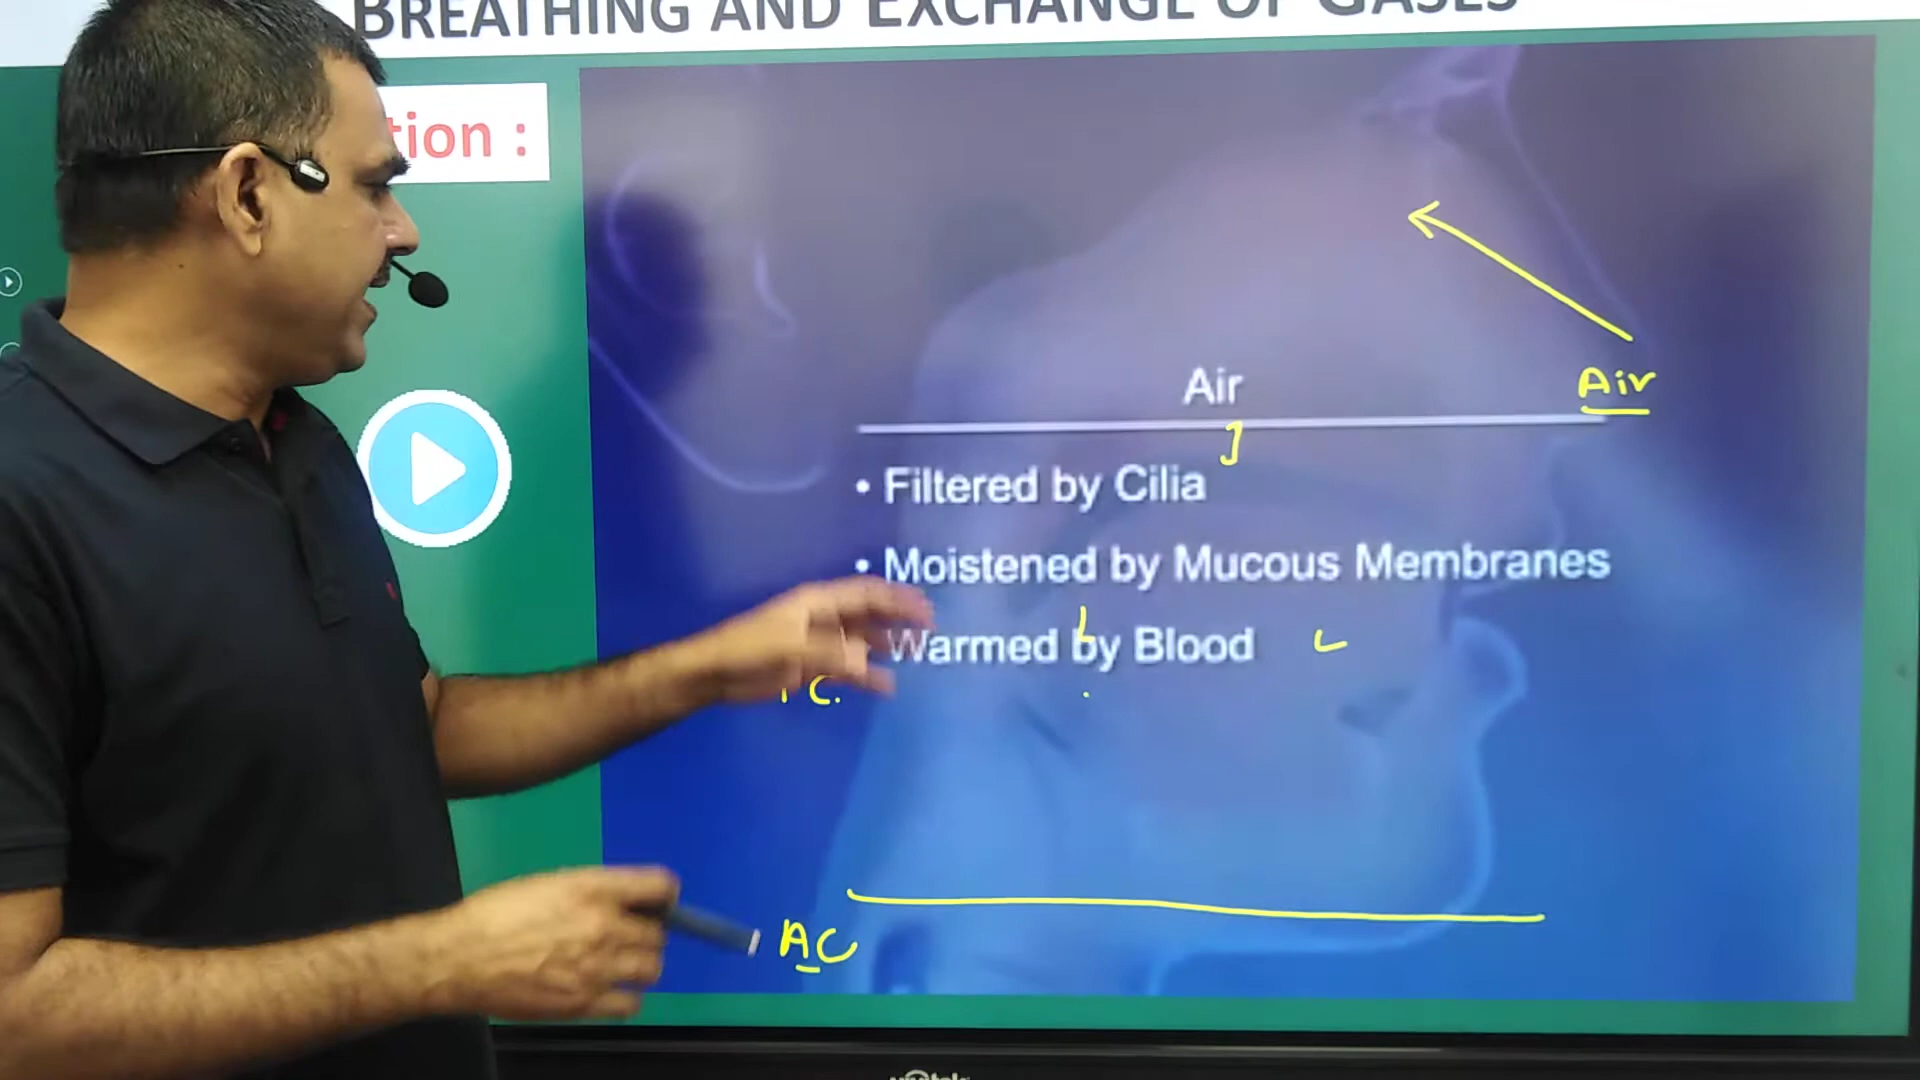 BREATHING AND EXCHANGE OF GASES
tion :
Air
Air
• Filtered by Cilia
• Moistened by Mucous Membranes
Warmed by Blood
AC